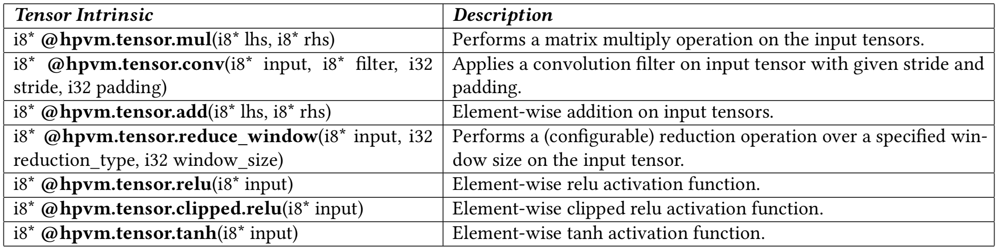 Tensor Intrinsic Description
i8* @hpvm.tensor.mul(i8* lhs, i8* rhs) Performs a matrix multiply operation on the input tensors.
i8* @hpvm.tensor.conv(i8* input, i8* filter, i32 Applies a convolution filter on input tensor with given stride and
stride, i32 padding) padding.
i8* @hpvm.tensor.add(i8* lhs, i8* rhs) Element-wise addition on input tensors.
i8* @hpvm.tensor.reduce_window(i8* input, i32 Performs a (configurable) reduction operation over a specified win-
reduction_type, i32 window_size) dow size on the input tensor.
i8* @hpvm.tensor.relu(i8* input) Element-wise relu activation function.
i8* @hpvm.tensor.clipped.relu(i8* input) Element-wise clipped relu activation function.
i8* @hpvm.tensor.tanh(i8* input) Element-wise tanh activation function.